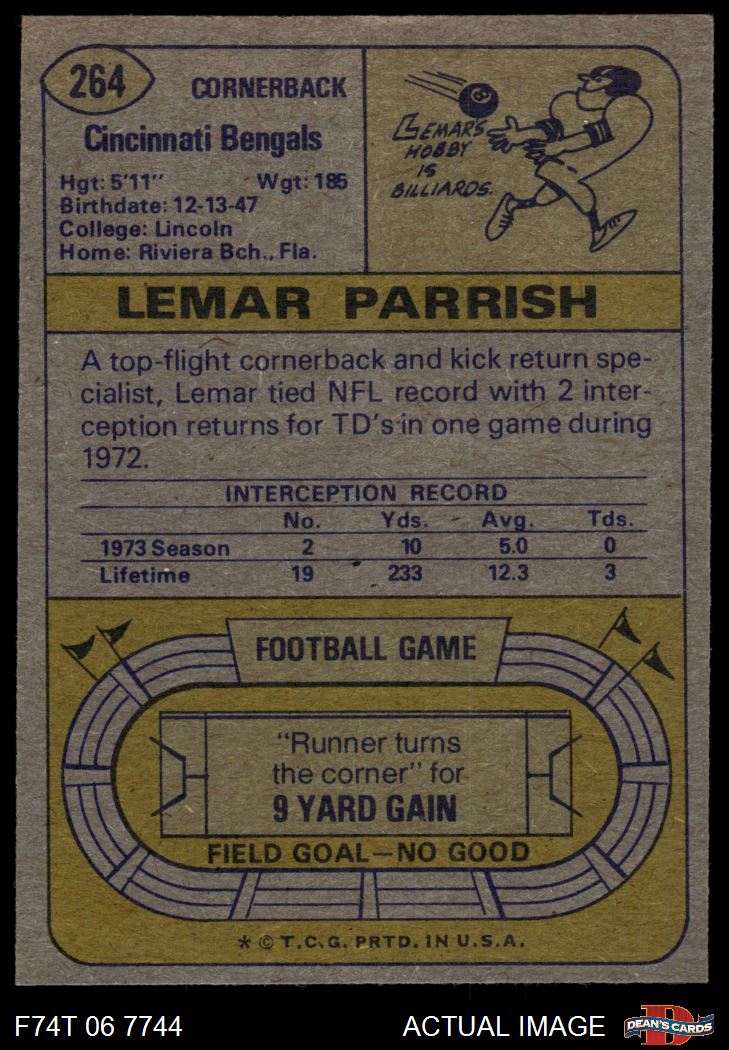 264
CORNERBACK
Cincinnati Bengals
Hgt: 5'11" Wgt: 185
Birthdate: 12-13-47
College: Lincoln
Home: Riviera Bch., Fla.
8
LEMAR'S
HOBBY
IS
BILLIARDS.
LEMAR PARRISH
A top-flight cornerback and kick return spe-
cialist, Lemar tied NFL record with 2 inter-
ception returns for TD's in one game during
1972.
INTERCEPTION RECORD
No. Yds. Avg. Tds.
1973 Season 2 10 5.0 0
Lifetime 19 233 12.3 3
FOOTBALL GAME
"Runner turns
the corner" for
9 YARD GAIN
FIELD GOAL—NO GOOD
* © T.C.G. PRTD. IN U.S.A.
F74T 06 7744
ACTUAL IMAGE
D
DEAN'S CARDS